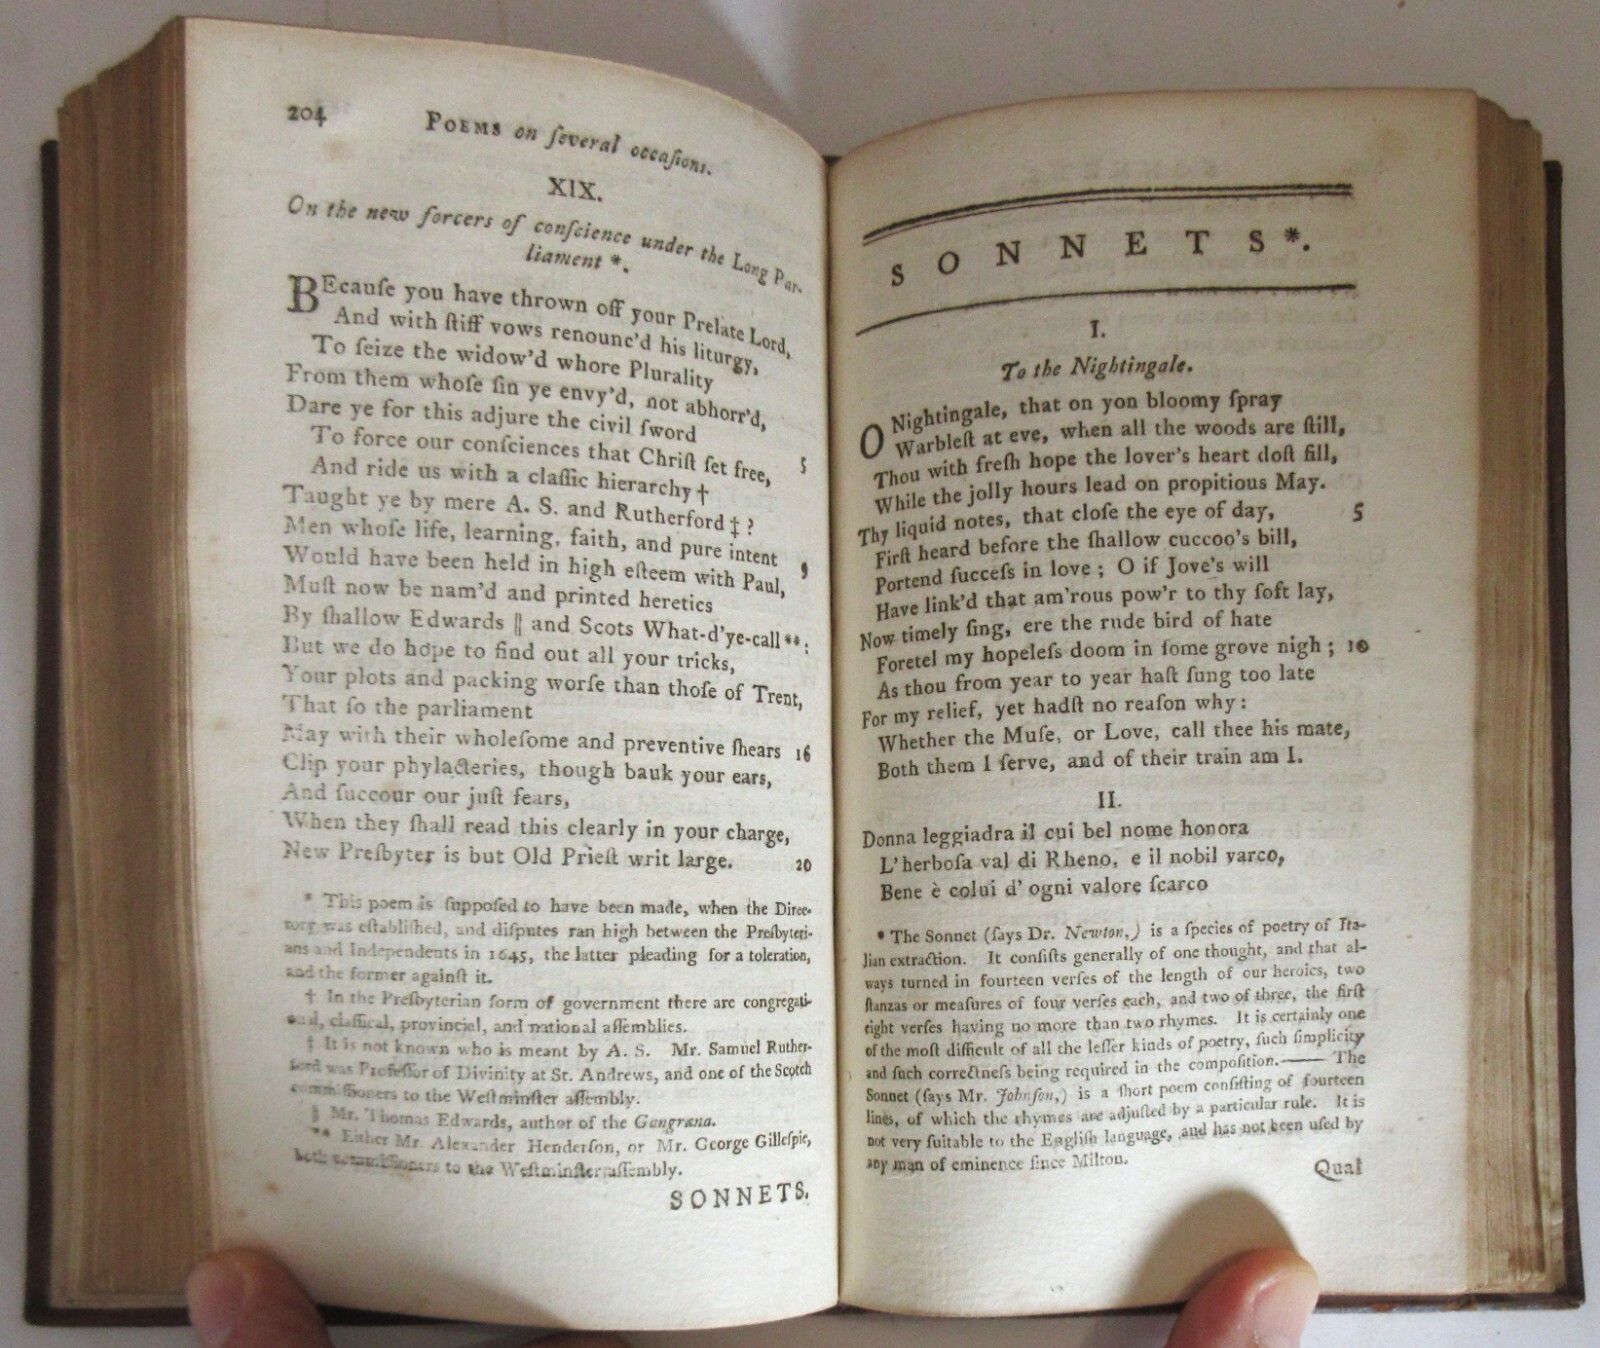 204 POEMS on ſeveral occaſions.
XIX.
On the new forcers of conſcience under the Long Par-
liament *.
BEcauſe you have thrown off your Prelate Lord,
And with ſtiff vows renounc'd his liturgy,
To ſeize the widow'd whore Plurality
From them whoſe ſin ye envy'd, not abhorr'd,
Dare ye for this adjure the civil ſword
To force our conſciences that Chriſt ſet free, 5
And ride us with a claſſic hierarchy †
Taught ye by mere A. S. and Rutherford ‡ ?
Men whoſe life, learning, faith, and pure intent
Would have been held in high eſteem with Paul, 9
Muſt now be nam'd and printed heretics
By ſhallow Edwards ‖ and Scots What-d'ye-call ** :
But we do hope to find out all your tricks,
Your plots and packing worſe than thoſe of Trent,
That ſo the parliament
May with their wholeſome and preventive ſhears 16
Clip your phylacteries, though bauk your ears,
And ſuccour our juſt fears,
When they ſhall read this clearly in your charge,
New Preſbyter is but Old Prieſt writ large. 20
* This poem is ſuppoſed to have been made, when the Direc-
tory was eſtabliſhed, and diſputes ran high between the Preſbyteri-
ans and Independents in 1645, the latter pleading for a toleration,
and the former againſt it.
† In the Preſbyterian form of government there are congregati-
onal, claſſical, provincial, and national aſſemblies.
‡ It is not known who is meant by A. S. Mr. Samuel Ruther-
ford was Profeſſor of Divinity at St. Andrews, and one of the Scotch
commiſſioners to the Weſtminſter aſſembly.
‖ Mr. Thomas Edwards, author of the Gangræna.
** Either Mr. Alexander Henderſon, or Mr. George Gilleſpie,
both commiſſioners to the Weſtminſter aſſembly.
SONNETS.
SONNETS*.
I.
To the Nightingale.
O Nightingale, that on yon bloomy ſpray
Warbleſt at eve, when all the woods are ſtill,
Thou with freſh hope the lover's heart doſt fill,
While the jolly hours lead on propitious May.
Thy liquid notes, that cloſe the eye of day, 5
Firſt heard before the ſhallow cuccoo's bill,
Portend ſucceſs in love ; O if Jove's will
Have link'd that am'rous pow'r to thy ſoft lay,
Now timely ſing, ere the rude bird of hate
Foretel my hopeleſs doom in ſome grove nigh ; 10
As thou from year to year haſt ſung too late
For my relief, yet hadſt no reaſon why :
Whether the Muſe, or Love, call thee his mate,
Both them I ſerve, and of their train am I.
II.
Donna leggiadra il cui bel nome honora
L'herboſa val di Rheno, e il nobil varco,
Bene è colui d' ogni valore ſcarco
* The Sonnet (ſays Dr. Newton,) is a ſpecies of poetry of Ita-
lian extraction. It conſiſts generally of one thought, and that al-
ways turned in fourteen verſes of the length of our heroics, two
ſtanzas or meaſures of four verſes each, and two of three, the firſt
eight verſes having no more than two rhymes. It is certainly one
of the moſt difficult of all the leſſer kinds of poetry, ſuch ſimplicity
and ſuch correctneſs being required in the compoſition.—— The
Sonnet (ſays Mr. Johnſon,) is a ſhort poem conſiſting of fourteen
lines, of which the rhymes are adjuſted by a particular rule. It is
not very ſuitable to the Engliſh language, and has not been uſed by
any man of eminence ſince Milton.
Qual